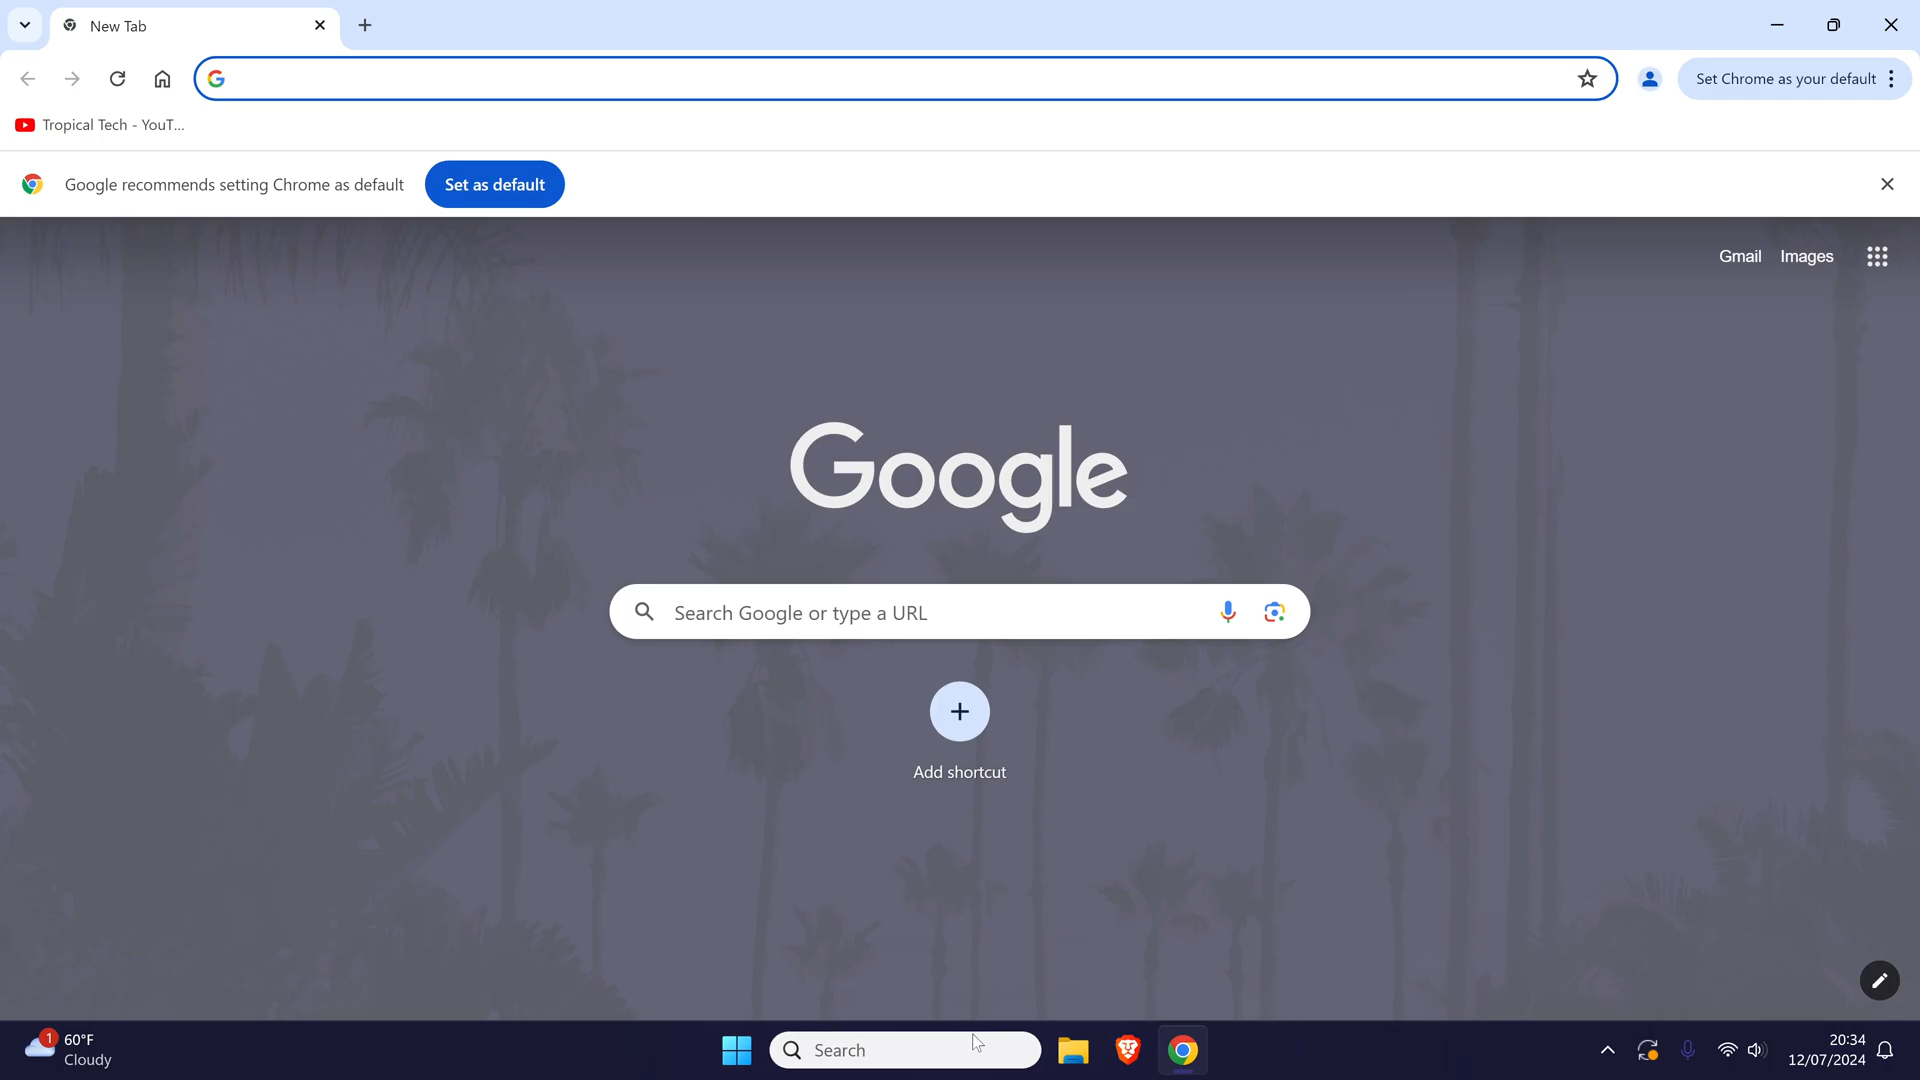 New Tab
Set Chrome as your default
Tropical Tech - YouT...
Google recommends setting Chrome as default
Set as default
Gmail Images
Google
Search Google or type a URL
Add shortcut
1
60°F
Cloudy
Search
20:34
12/07/2024